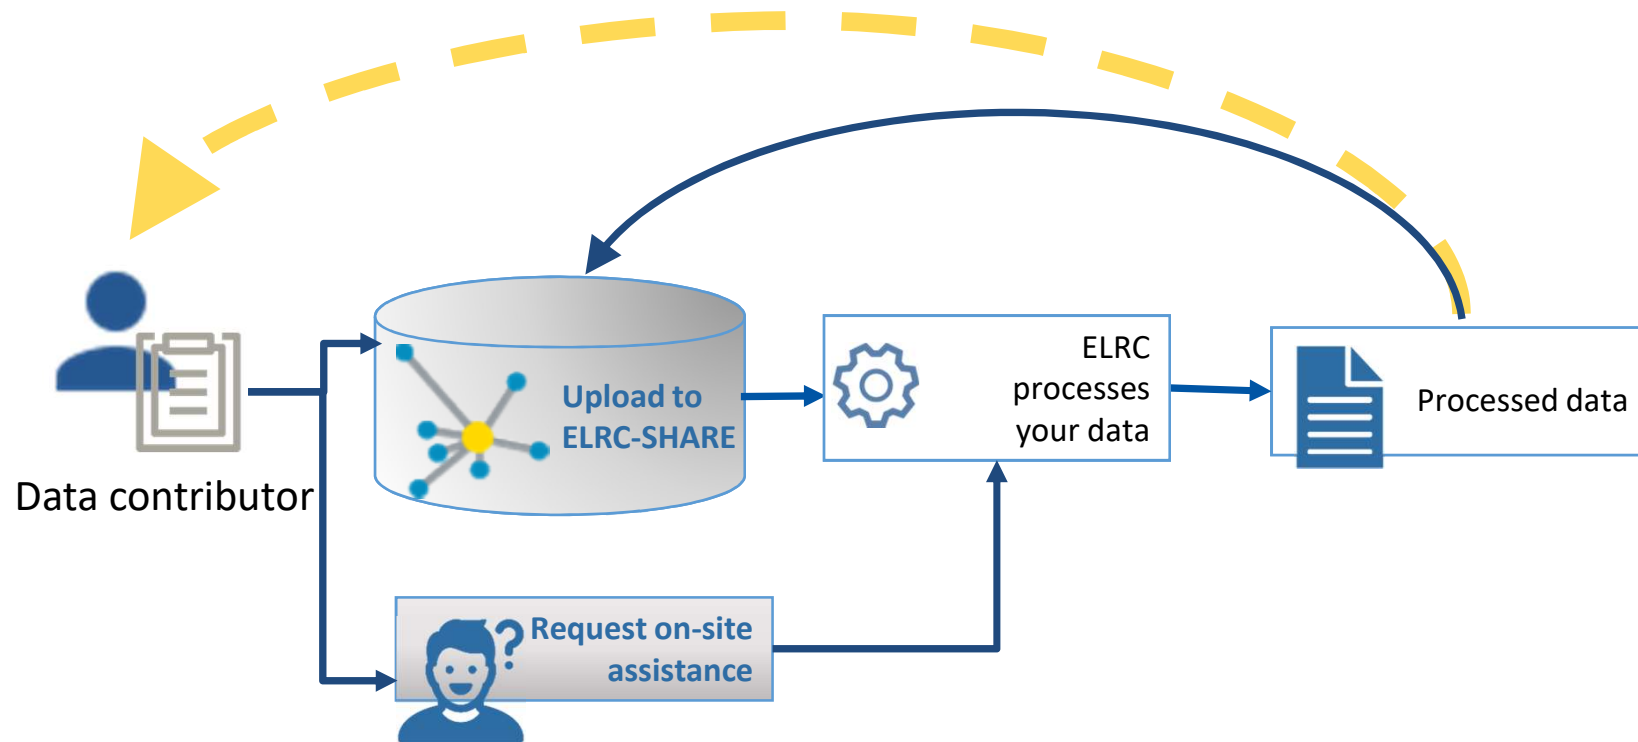 Data contributor
Upload to
ELRC-SHARE
Request on-site
assistance
ELRC
processes
your data
Processed data